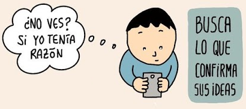 ¿NO VES?
SI YO TENÍA
RAZÓN
BUSCA
LO QUE
CONFIRMA
SUS IDEAS